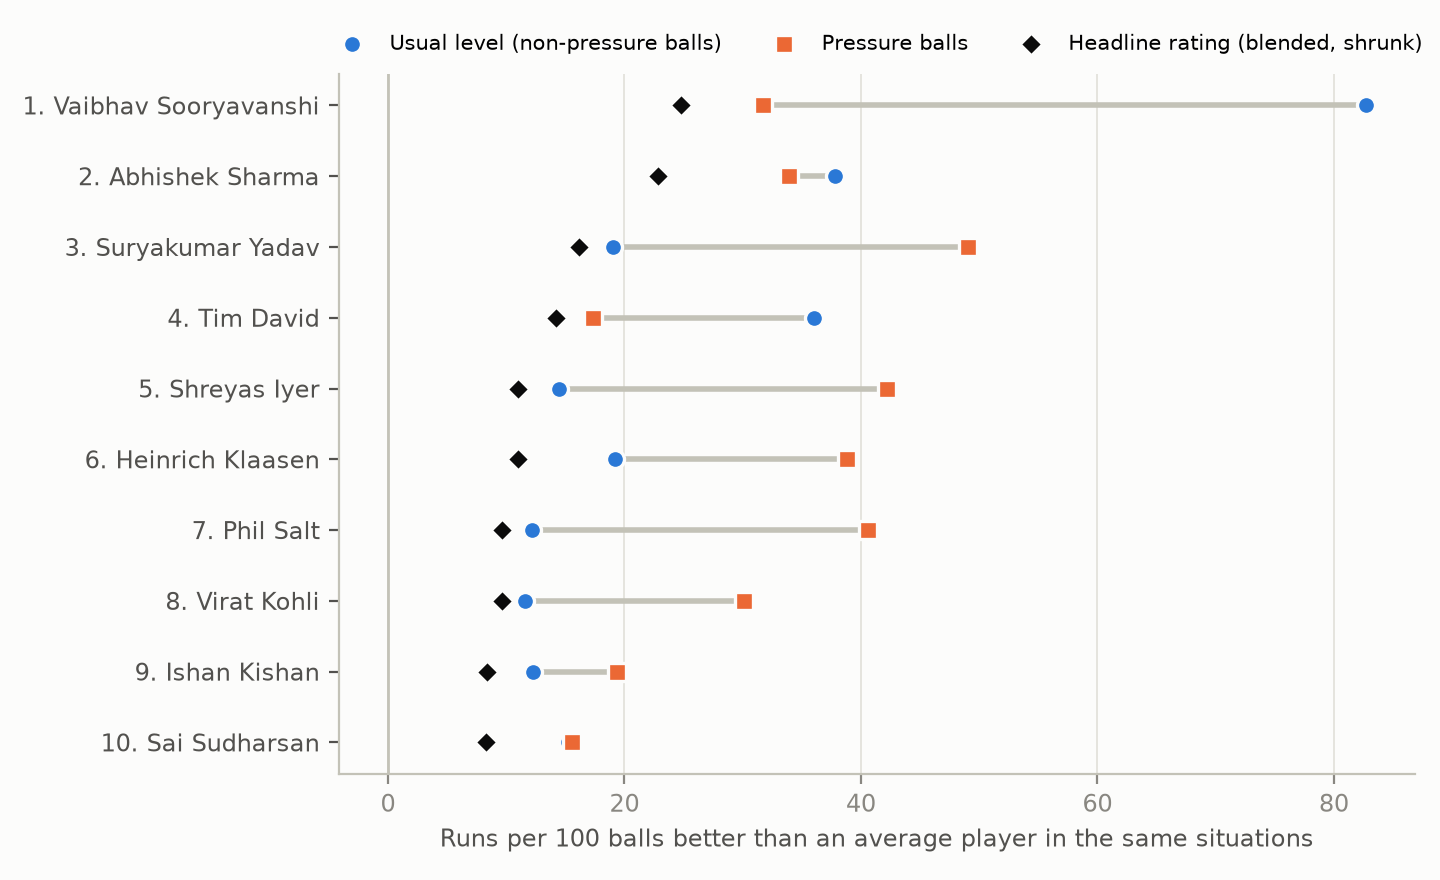 Usual level (non-pressure balls) Pressure balls Headline rating (blended, shrunk)
1. Vaibhav Sooryavanshi
2. Abhishek Sharma
3. Suryakumar Yadav
4. Tim David
5. Shreyas Iyer
6. Heinrich Klaasen
7. Phil Salt
8. Virat Kohli
9. Ishan Kishan
10. Sai Sudharsan
0 20 40 60 80
Runs per 100 balls better than an average player in the same situations